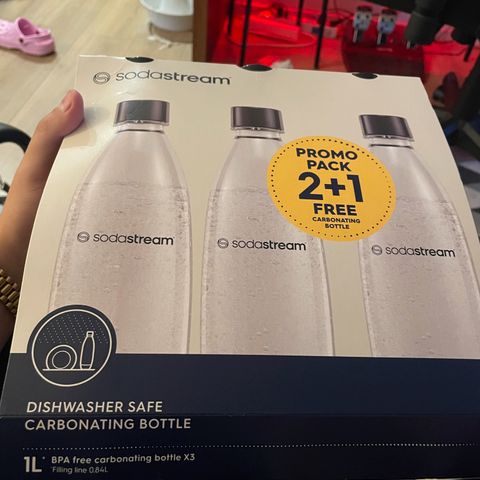 sodastream
PROMO
PACK
2+1
FREE
CARBONATING
BOTTLE
sodastream
sodastream
sodastream
DISHWASHER SAFE
CARBONATING BOTTLE
1L* BPA free carbonating bottle X3
*Filling line 0.84L